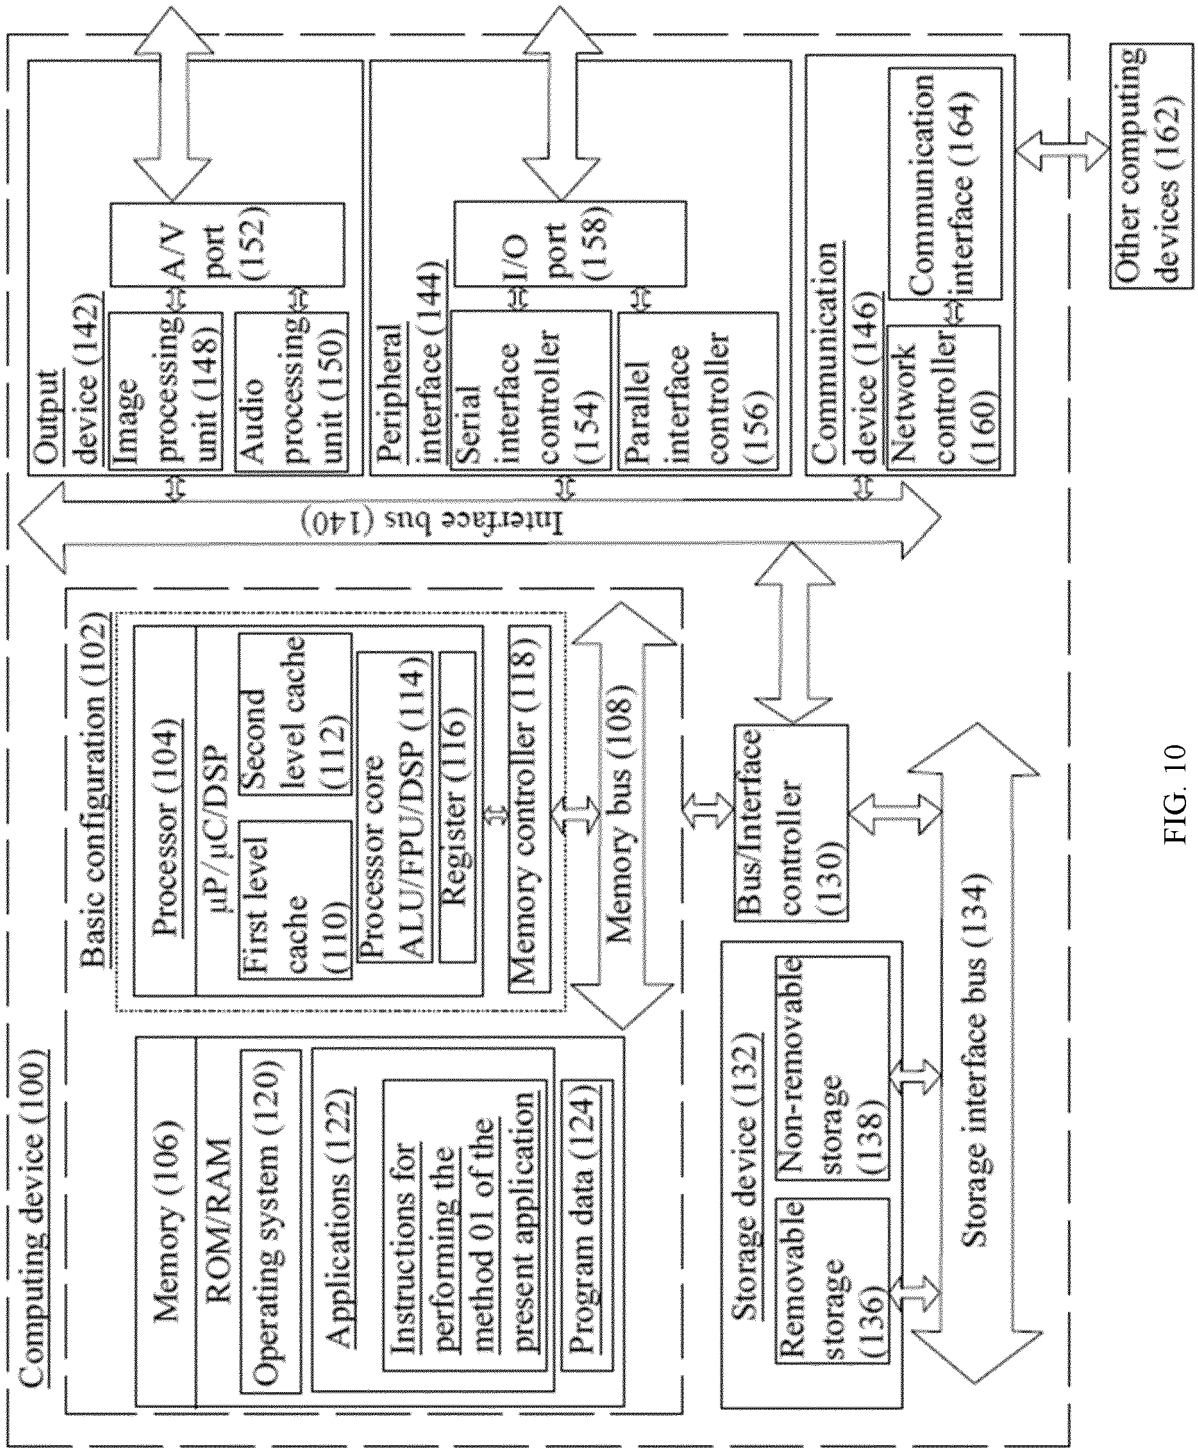 Computing device (100)
Basic configuration (102)
Memory (106)
ROM/RAM
Operating system (120)
Applications (122)
Instructions for
performing the
method 01 of the
present application
Program data (124)
Processor (104)
μP/μC/DSP
First level
cache
(110)
Second
level cache
(112)
Processor core
ALU/FPU/DSP (114)
Register (116)
Memory controller (118)
Memory bus (108)
Bus/Interface
controller
(130)
Storage device (132)
Removable
storage
(136)
Non-removable
storage
(138)
Storage interface bus (134)
Interface bus (140)
Output
device (142)
Image
processing
unit (148)
Audio
processing
unit (150)
A/V
port
(152)
Peripheral
interface (144)
Serial
interface
controller
(154)
Parallel
interface
controller
(156)
I/O
port
(158)
Communication
device (146)
Network
controller
(160)
Communication
interface (164)
Other computing
devices (162)
FIG. 10